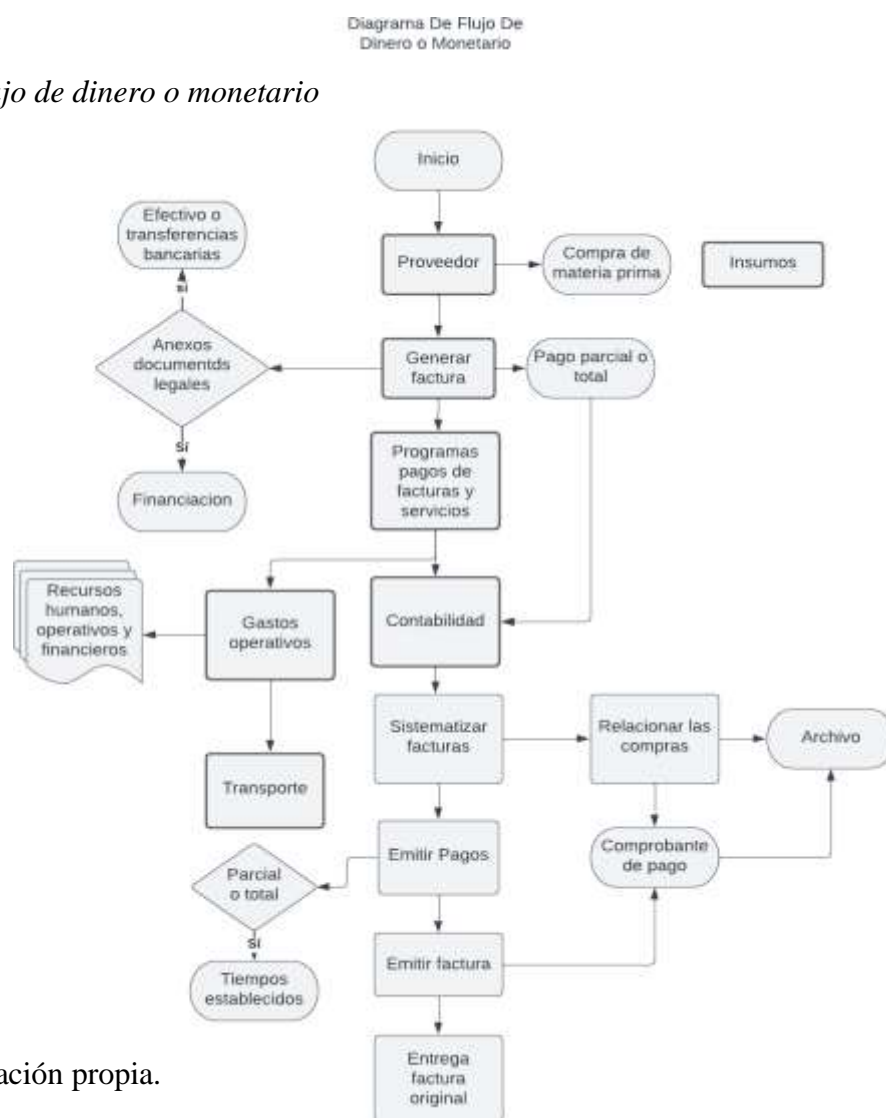 Diagrama De Flujo De
Dinero o Monetario
jo de dinero o monetario
Inicio
Efectivo o
transferencias
bancarias
Proveedor
Compra de
materia prima
Insumos
si
Anexos
documentds
legales
Generar
factura
Pago parcial o
total
Si
Programas
pagos de
facturas y
servicios
Financiacion
Recursos
humanos,
operativos y
financieros
Gastos
operativos
Contabilidad
Sistematizar
facturas
Relacionar las
compras
Archivo
Transporte
Emitir Pagos
Comprobante
de pago
Parcial
o total
SI
Emitir factura
Tiempos
establecidos
Entrega
factura
original
ación propia.